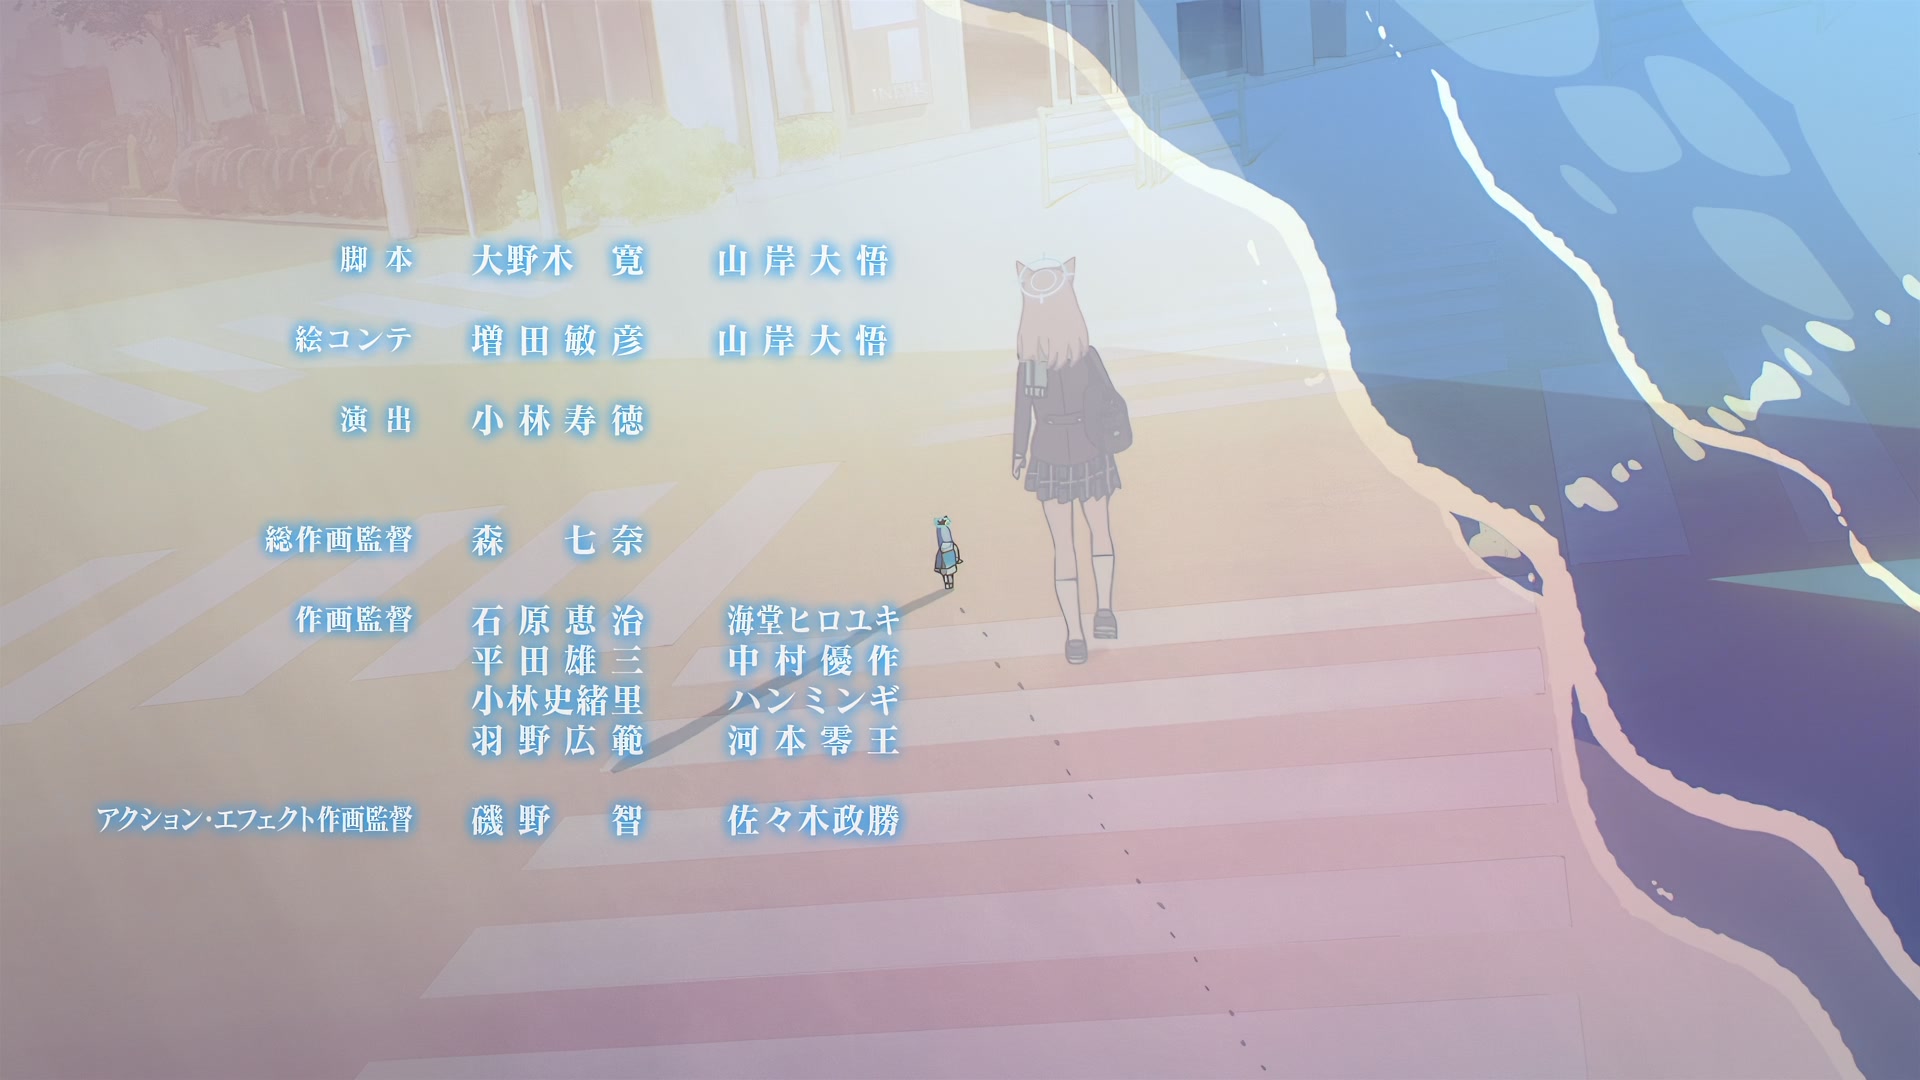 INDIE
脚本 大野木 寛 山岸大悟
絵コンテ 増田敏彦 山岸大悟
演出 小林寿徳
総作画監督 森 七奈
作画監督 石原恵治 海堂ヒロユキ
平田雄三 中村優作
小林史緒里 ハンミンギ
羽野広範 河本零王
アクション・エフェクト作画監督 磯野 智 佐々木政勝